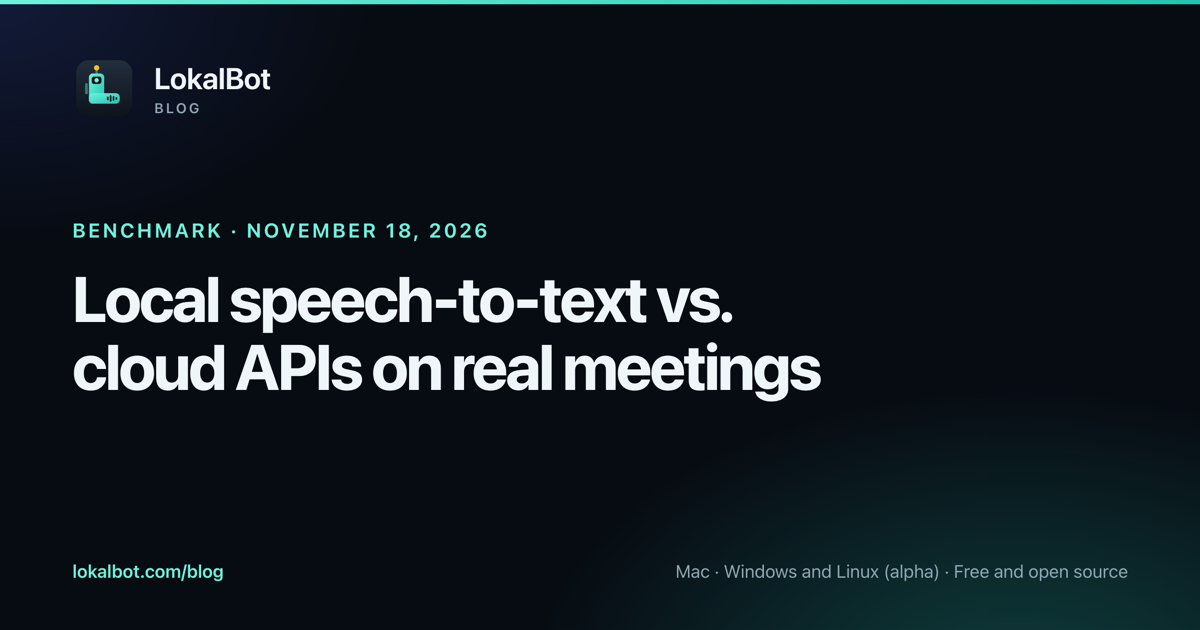 LokalBot
BLOG
BENCHMARK · NOVEMBER 18, 2026
Local speech-to-text vs.
cloud APIs on real meetings
lokalbot.com/blog
Mac · Windows and Linux (alpha) · Free and open source